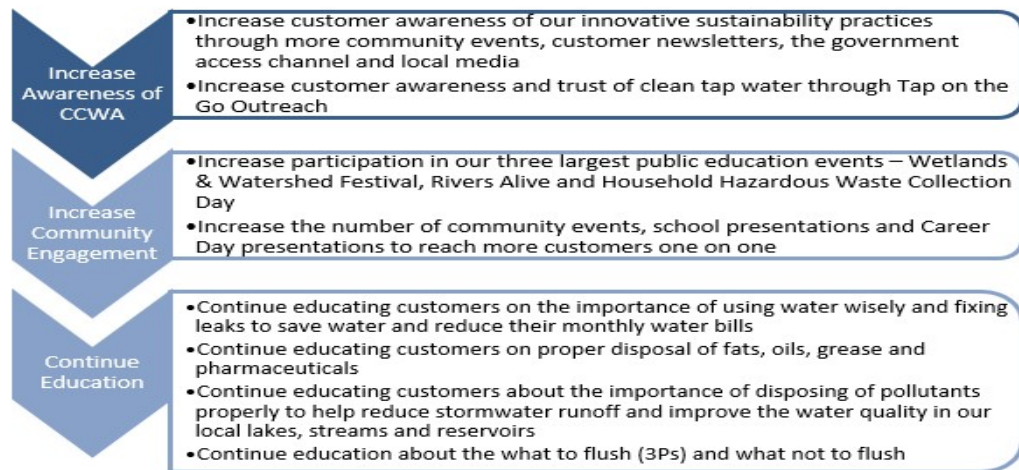 Increase
Awareness of
CCWA
•Increase customer awareness of our innovative sustainability practices
through more community events, customer newsletters, the government
access channel and local media
•Increase customer awareness and trust of clean tap water through Tap on the
Go Outreach
Increase
Community
Engagement
•Increase participation in our three largest public education events – Wetlands
& Watershed Festival, Rivers Alive and Household Hazardous Waste Collection
Day
•Increase the number of community events, school presentations and Career
Day presentations to reach more customers one on one
Continue
Education
•Continue educating customers on the importance of using water wisely and fixing
leaks to save water and reduce their monthly water bills
•Continue educating customers on proper disposal of fats, oils, grease and
pharmaceuticals
•Continue educating customers about the importance of disposing of pollutants
properly to help reduce stormwater runoff and improve the water quality in our
local lakes, streams and reservoirs
•Continue education about the what to flush (3Ps) and what not to flush